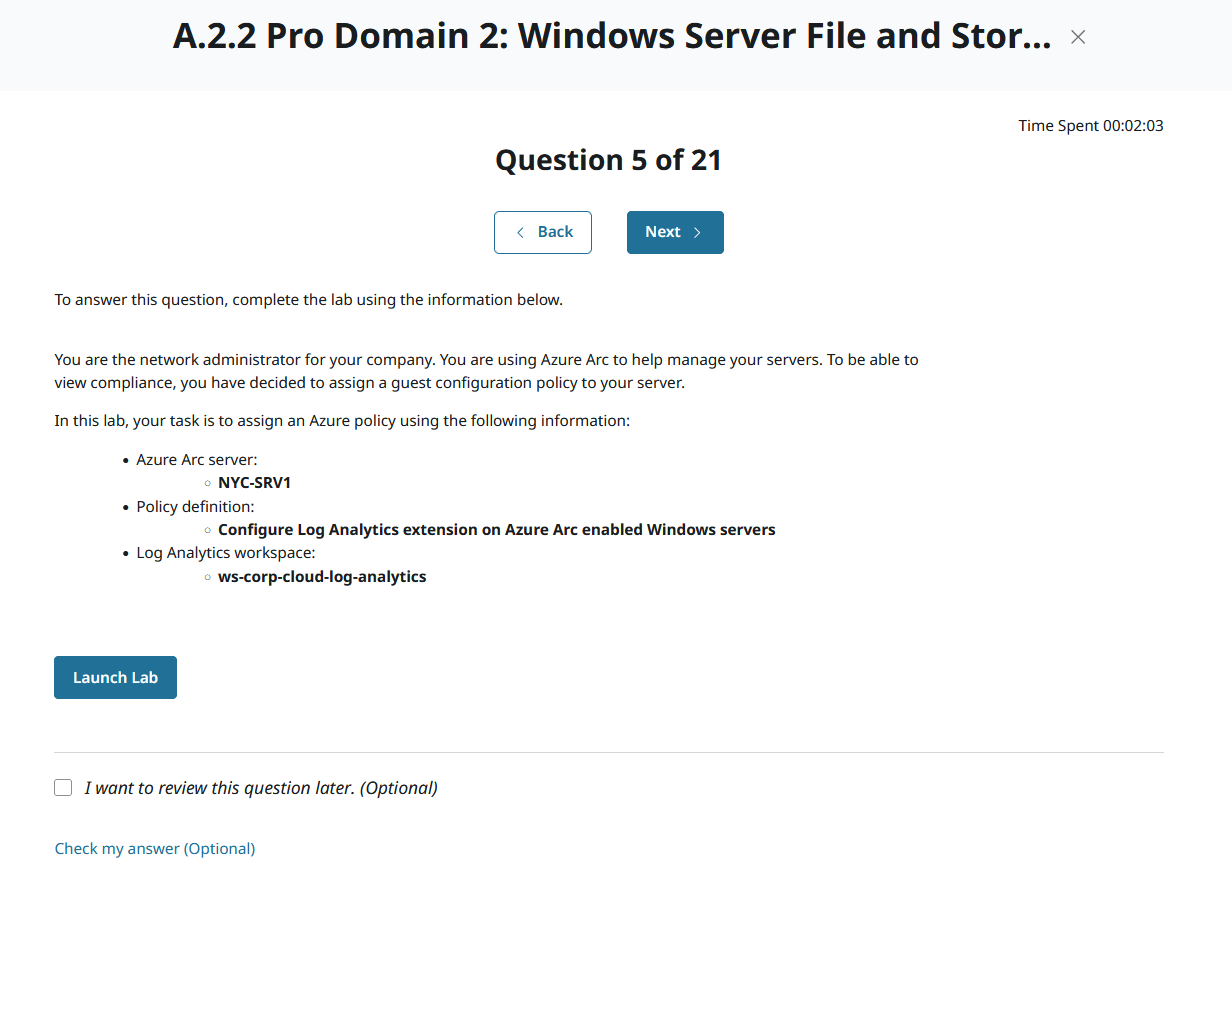 A.2.2 Pro Domain 2: Windows Server File and Stor...
Time Spent 00:02:03
Question 5 of 21
Back
Next
To answer this question, complete the lab using the information below.
You are the network administrator for your company. You are using Azure Arc to help manage your servers. To be able to
view compliance, you have decided to assign a guest configuration policy to your server.
In this lab, your task is to assign an Azure policy using the following information:
• Azure Arc server:
○ NYC-SRV1
• Policy definition:
○ Configure Log Analytics extension on Azure Arc enabled Windows servers
• Log Analytics workspace:
○ ws-corp-cloud-log-analytics
Launch Lab
I want to review this question later. (Optional)
Check my answer (Optional)